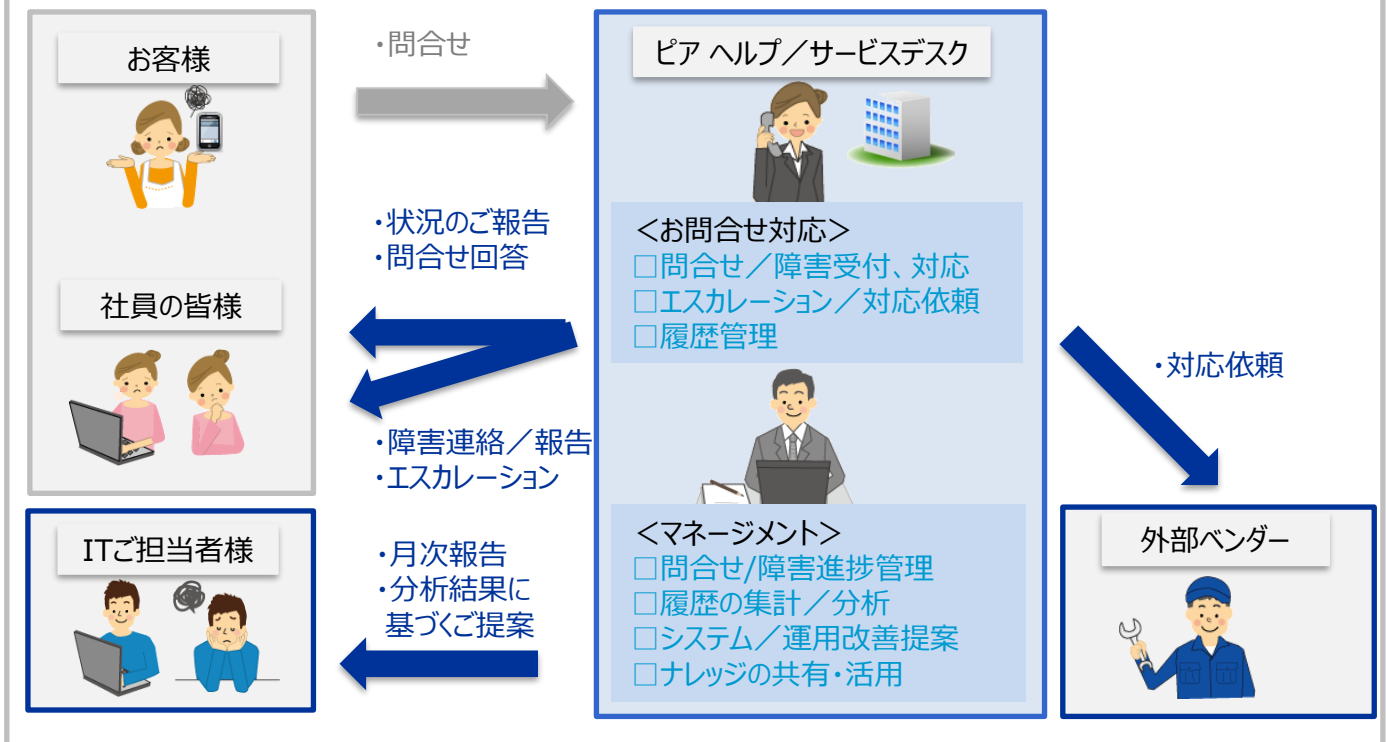 お客様
・問合せ
ピア ヘルプ／サービスデスク
・状況のご報告
・問合せ回答
＜お問合せ対応＞
□問合せ／障害受付、対応
□エスカレーション／対応依頼
□履歴管理
社員の皆様
・対応依頼
・障害連絡／報告
・エスカレーション
ITご担当者様
・月次報告
・分析結果に
基づくご提案
＜マネージメント＞
□問合せ/障害進捗管理
□履歴の集計／分析
□システム／運用改善提案
□ナレッジの共有・活用
外部ベンダー